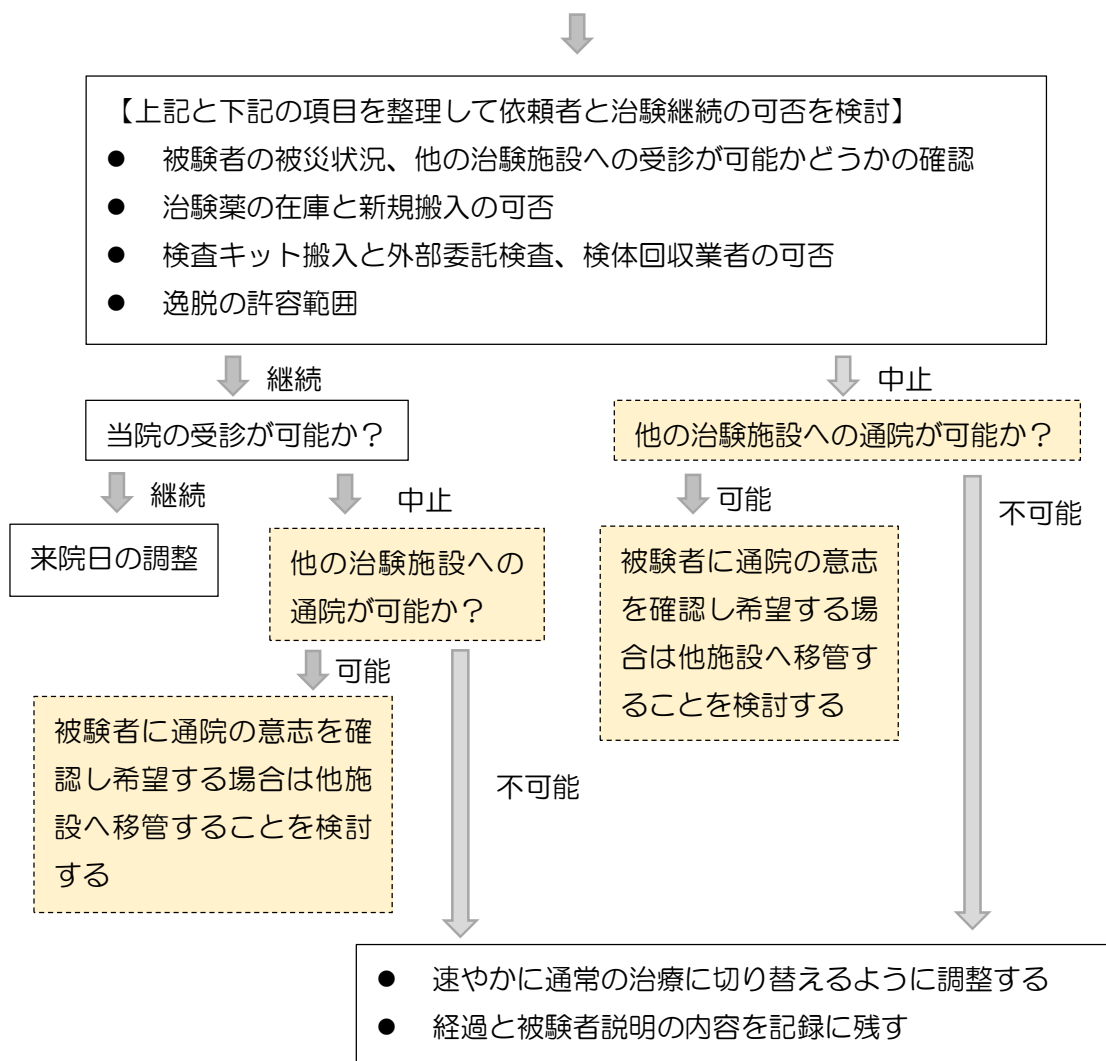 【上記と下記の項目を整理して依頼者と治験継続の可否を検討】
● 被験者の被災状況、他の治験施設への受診が可能かどうかの確認
● 治験薬の在庫と新規搬入の可否
● 検査キット搬入と外部委託検査、検体回収業者の可否
● 逸脱の許容範囲
継続
中止
当院の受診が可能か？
他の治験施設への通院が可能か？
継続
中止
可能
不可能
来院日の調整
他の治験施設への
通院が可能か？
被験者に通院の意志
を確認し希望する場
合は他施設へ移管す
ることを検討する
可能
被験者に通院の意志を確
認し希望する場合は他施
設へ移管することを検討
する
不可能
● 速やかに通常の治療に切り替えるように調整する
● 経過と被験者説明の内容を記録に残す